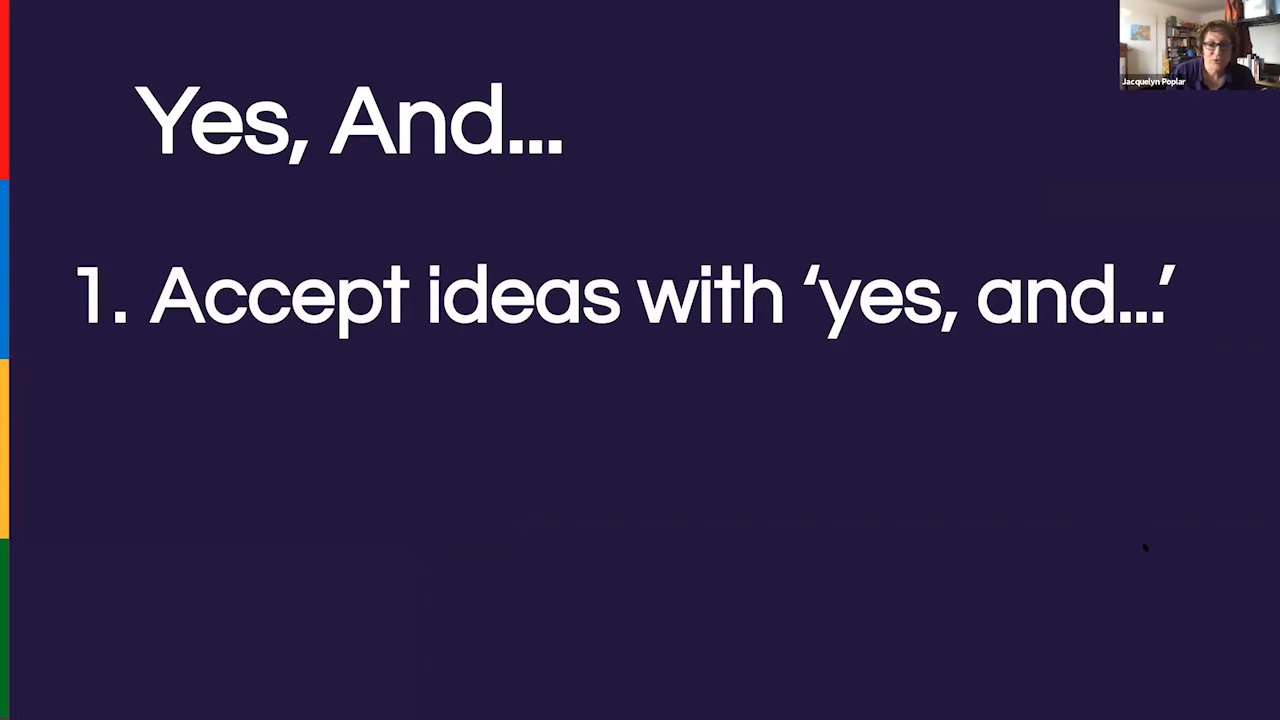 Yes, And...
1. Accept ideas with ‘yes, and...’
Jacquelyn Poplar